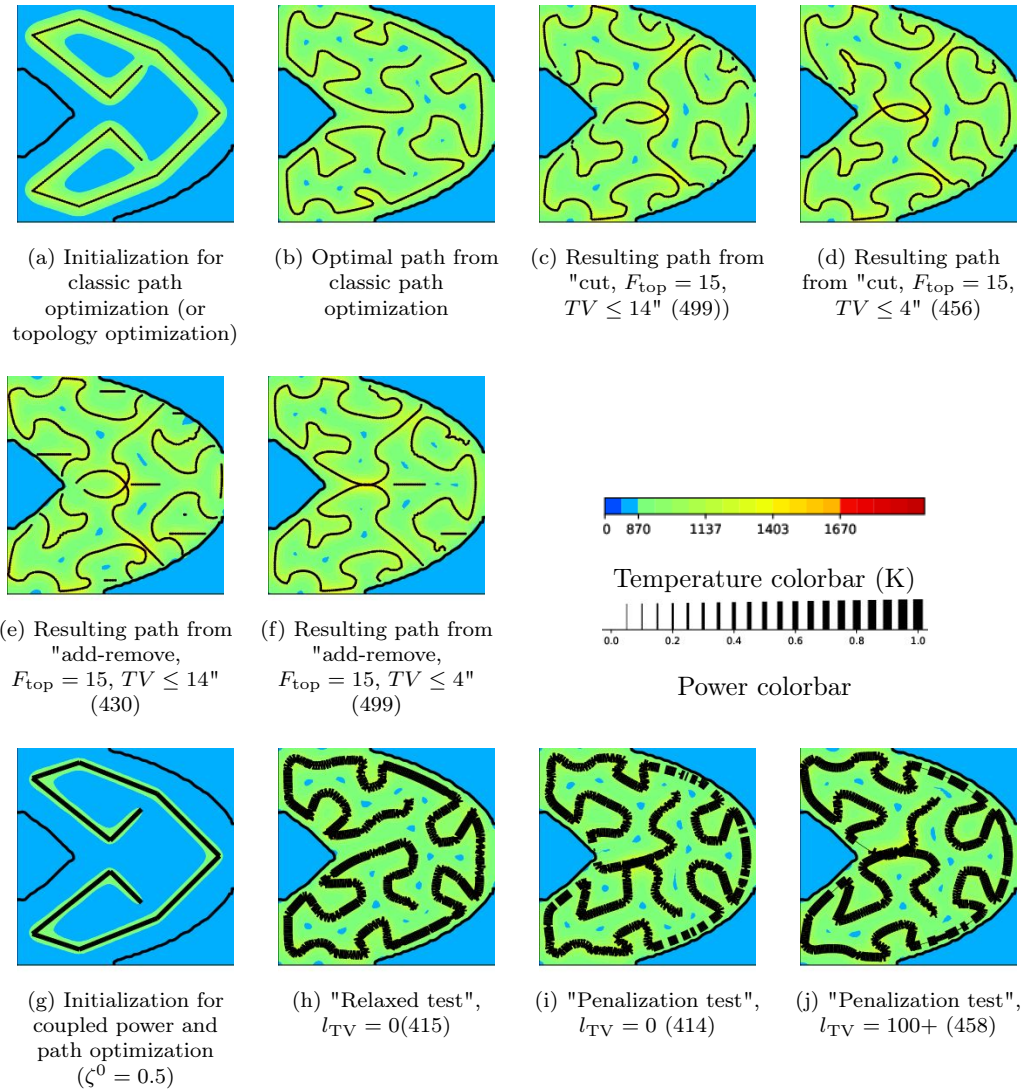 (a) Initialization for
classic path
optimization (or
topology optimization)
(b) Optimal path from
classic path
optimization
(c) Resulting path from
"cut, F_top = 15,
TV ≤ 14" (499))
(d) Resulting path
from "cut, F_top = 15,
TV ≤ 4" (456)
(e) Resulting path from
"add-remove,
F_top = 15, TV ≤ 14"
(430)
(f) Resulting path from
"add-remove,
F_top = 15, TV ≤ 4"
(499)
0 870 1137 1403 1670
Temperature colorbar (K)
0.0 0.2 0.4 0.6 0.8 1.0
Power colorbar
(g) Initialization for
coupled power and
path optimization
(ζ⁰ = 0.5)
(h) "Relaxed test",
l_TV = 0(415)
(i) "Penalization test",
l_TV = 0 (414)
(j) "Penalization test",
l_TV = 100+ (458)